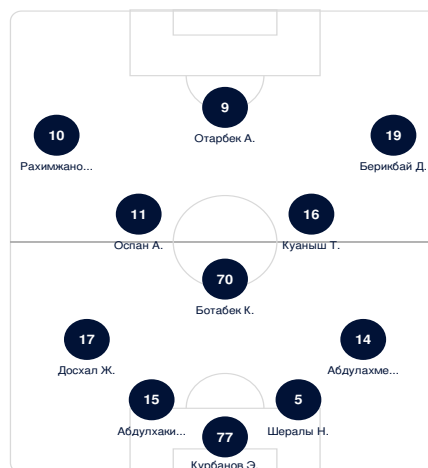 9
Отарбек А.
10
Рахимжано...
19
Берикбай Д.
11
Оспан А.
16
Куаныш Т.
70
Ботабек К.
17
Досхал Ж.
14
Абдулахме...
15
Абдулхаки...
5
Шералы Н.
77
Курбанов Э.